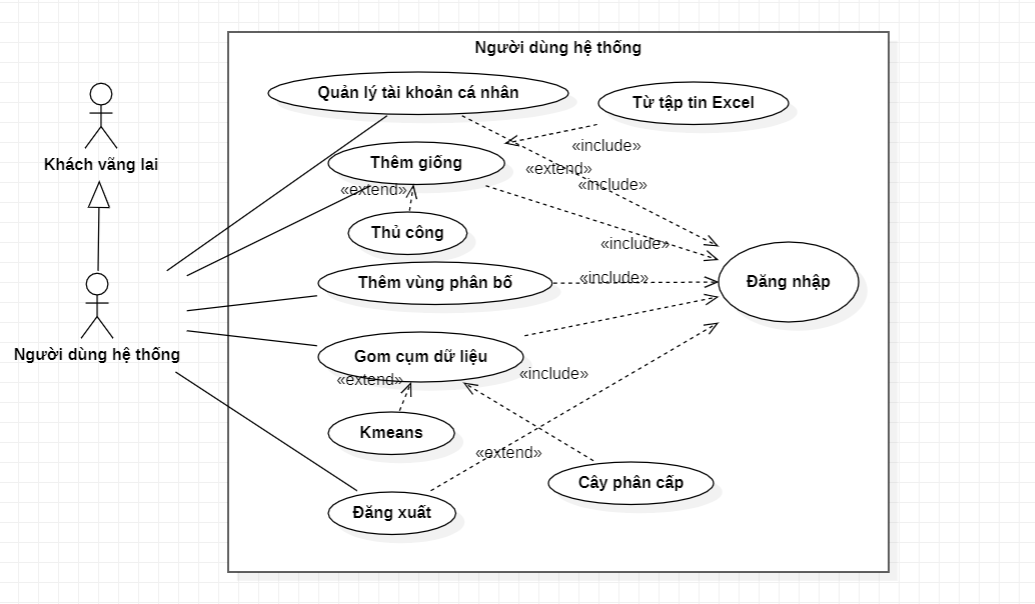 Người dùng hệ thống
Quản lý tài khoản cá nhân
Từ tập tin Excel
«include»
Khách vãng lai
Thêm giống
«extend»
«include»
«extend»
Thủ công
«include»
Thêm vùng phân bố
«include»
Đăng nhập
Người dùng hệ thống
Gom cụm dữ liệu
«extend»
«include»
Kmeans
«extend»
Cây phân cấp
Đăng xuất